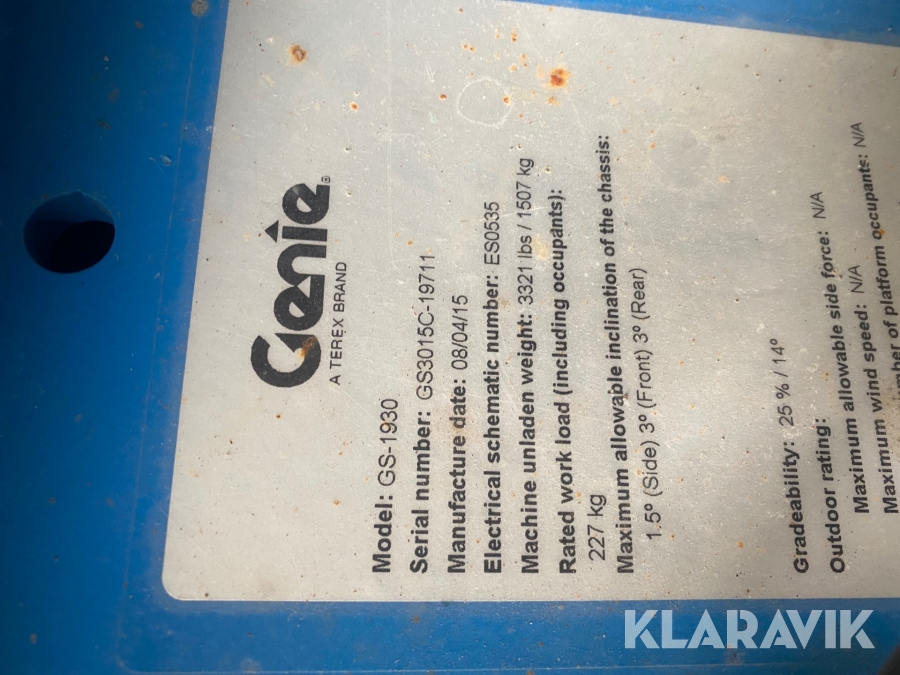 Genie®
A TEREX BRAND
Model: GS-1930
Serial number: GS3015C-19711
Manufacture date: 08/04/15
Electrical schematic number: ES0535
Machine unladen weight: 3321 lbs / 1507 kg
Rated work load (including occupants):
227 kg
Maximum allowable inclination of the chassis:
1.5º (Side) 3º (Front) 3º (Rear)
Gradeability: 25 % / 14º
Outdoor rating:
Maximum allowable side force: N/A
Maximum wind speed: N/A
of platform occupants: N/A
KLARAVIK